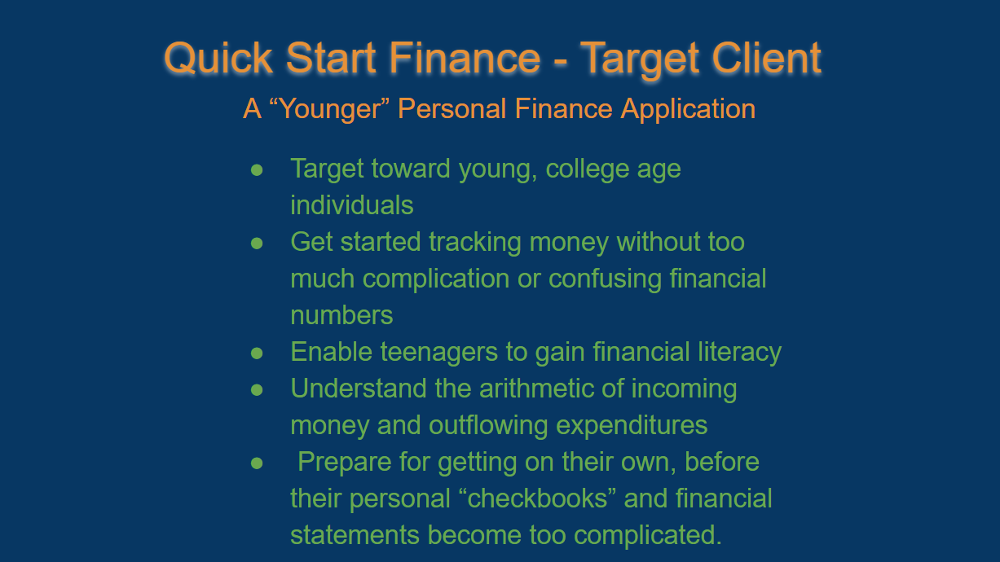 Quick Start Finance - Target Client
A “Younger” Personal Finance Application
● Target toward young, college age
individuals
● Get started tracking money without too
much complication or confusing financial
numbers
● Enable teenagers to gain financial literacy
● Understand the arithmetic of incoming
money and outflowing expenditures
● Prepare for getting on their own, before
their personal “checkbooks” and financial
statements become too complicated.